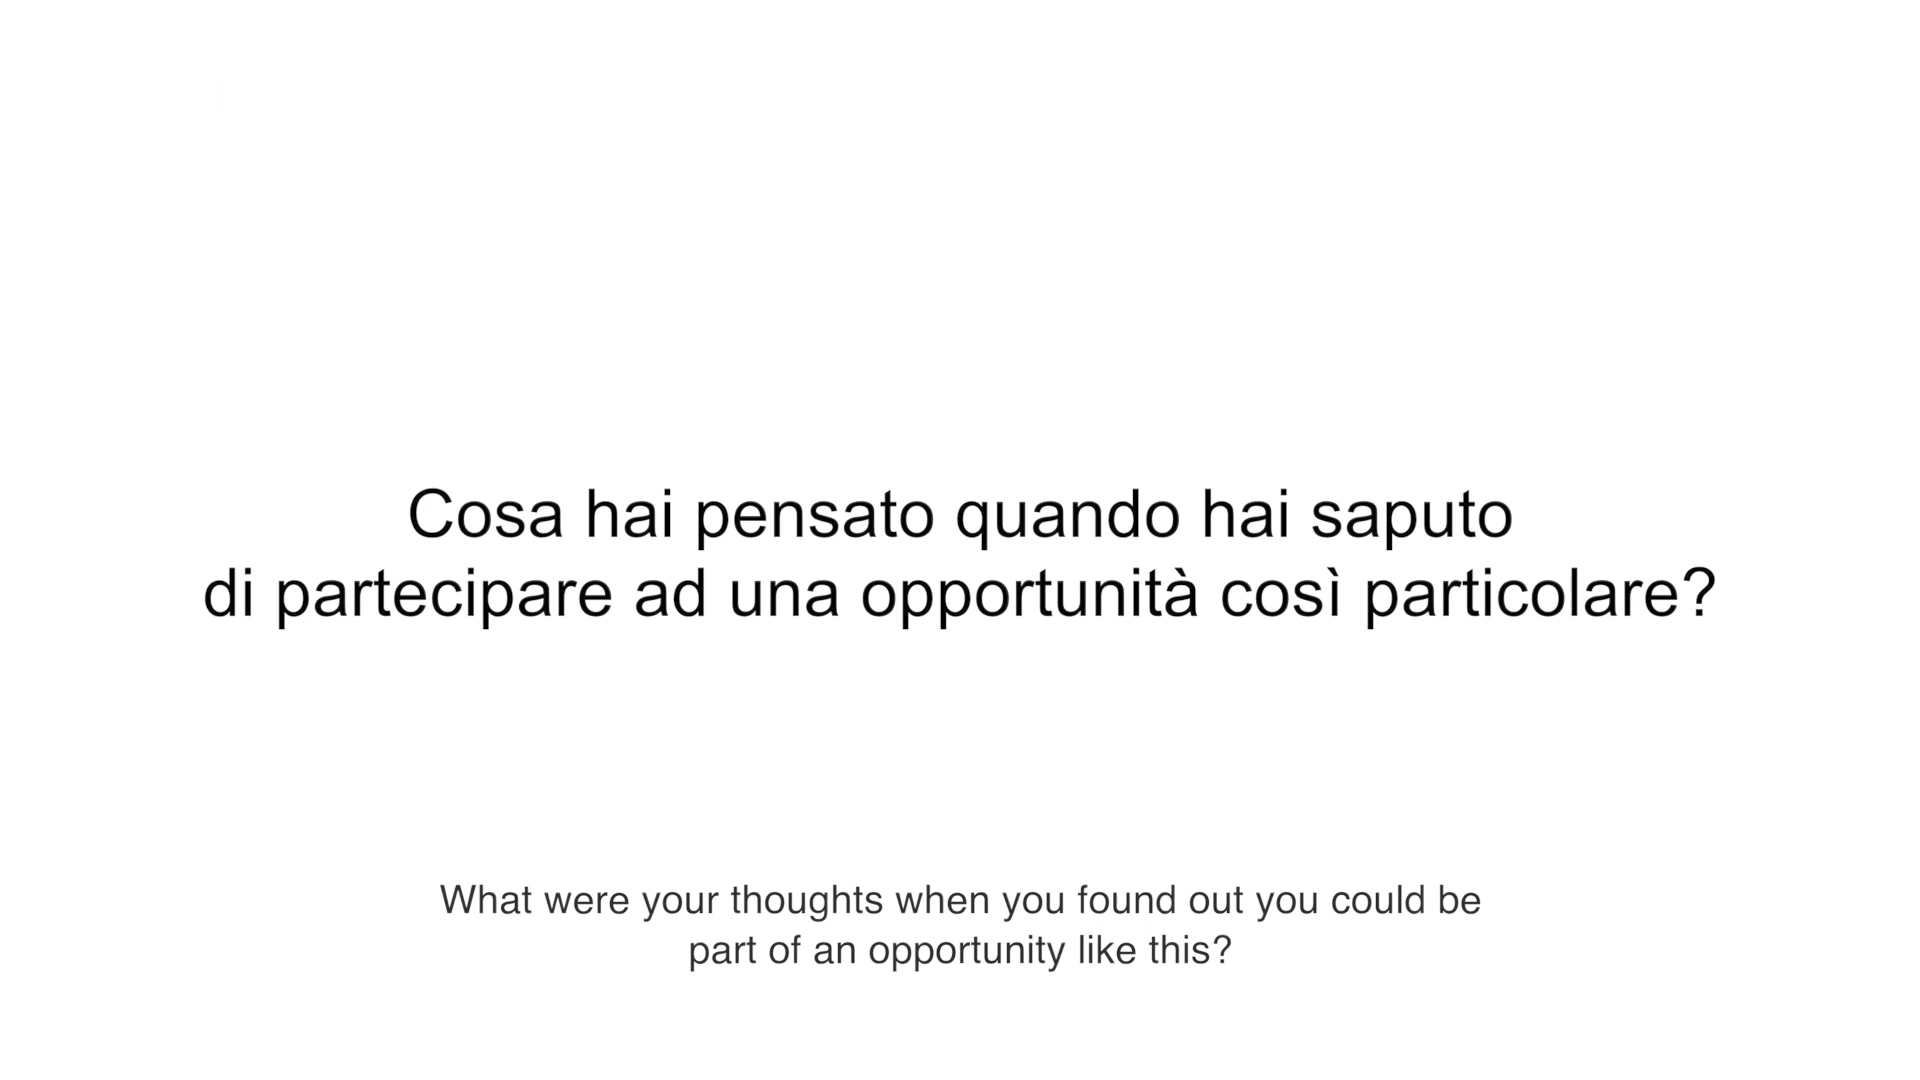 Cosa hai pensato quando hai saputo
di partecipare ad una opportunità così particolare?
What were your thoughts when you found out you could be
part of an opportunity like this?